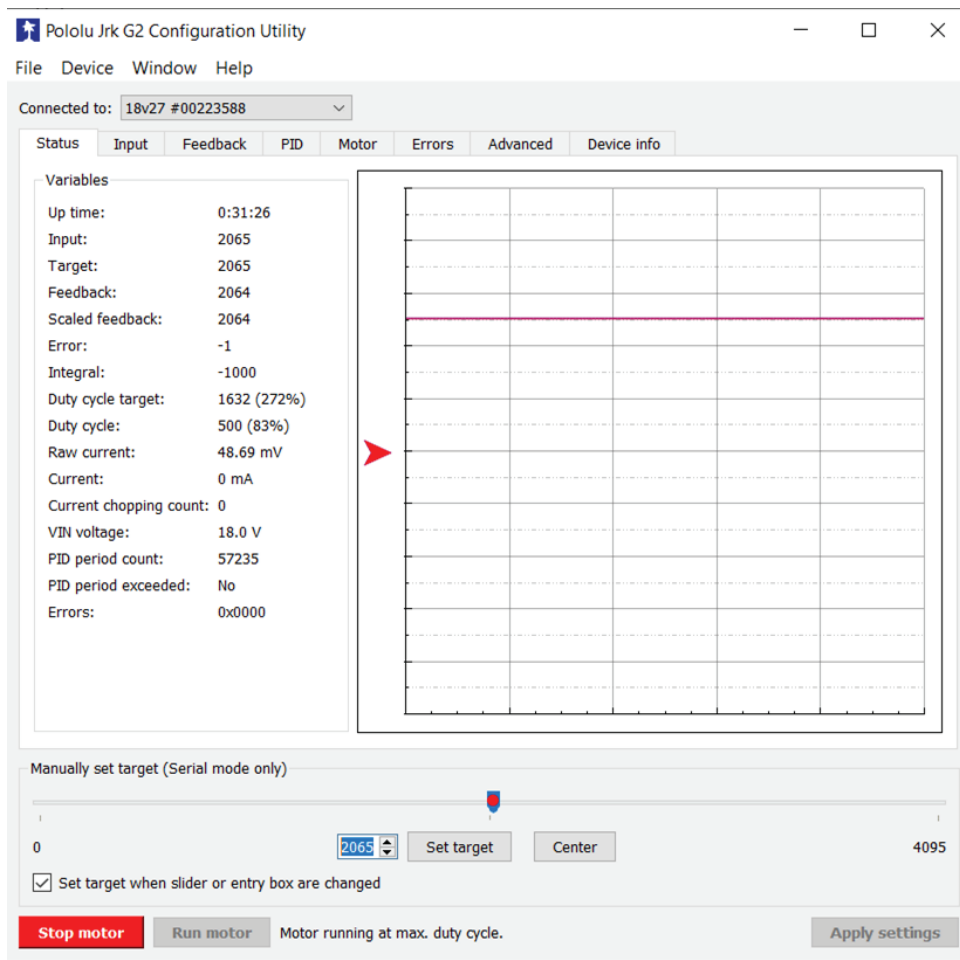 Pololu Jrk G2 Configuration Utility
File Device Window Help
Connected to: 18v27 #00223588
Status Input Feedback PID Motor Errors Advanced Device info
Variables
Up time: 0:31:26
Input: 2065
Target: 2065
Feedback: 2064
Scaled feedback: 2064
Error: -1
Integral: -1000
Duty cycle target: 1632 (272%)
Duty cycle: 500 (83%)
Raw current: 48.69 mV
Current: 0 mA
Current chopping count: 0
VIN voltage: 18.0 V
PID period count: 57235
PID period exceeded: No
Errors: 0x0000
Manually set target (Serial mode only)
0 2065 Set target Center 4095
Set target when slider or entry box are changed
Stop motor Run motor Motor running at max. duty cycle. Apply settings